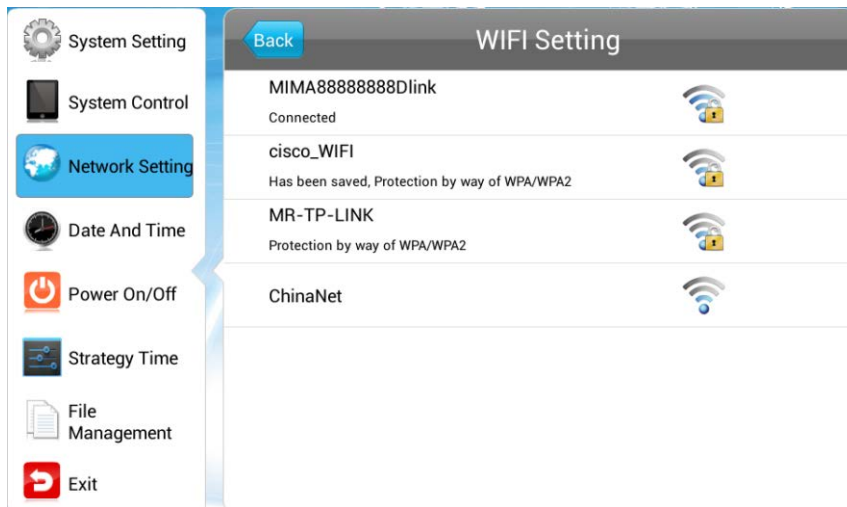 System Setting
System Control
Network Setting
Date And Time
Power On/Off
Strategy Time
File
Management
Exit
Back
WIFI Setting
MIMA88888888Dlink
Connected
cisco_WIFI
Has been saved, Protection by way of WPA/WPA2
MR-TP-LINK
Protection by way of WPA/WPA2
ChinaNet